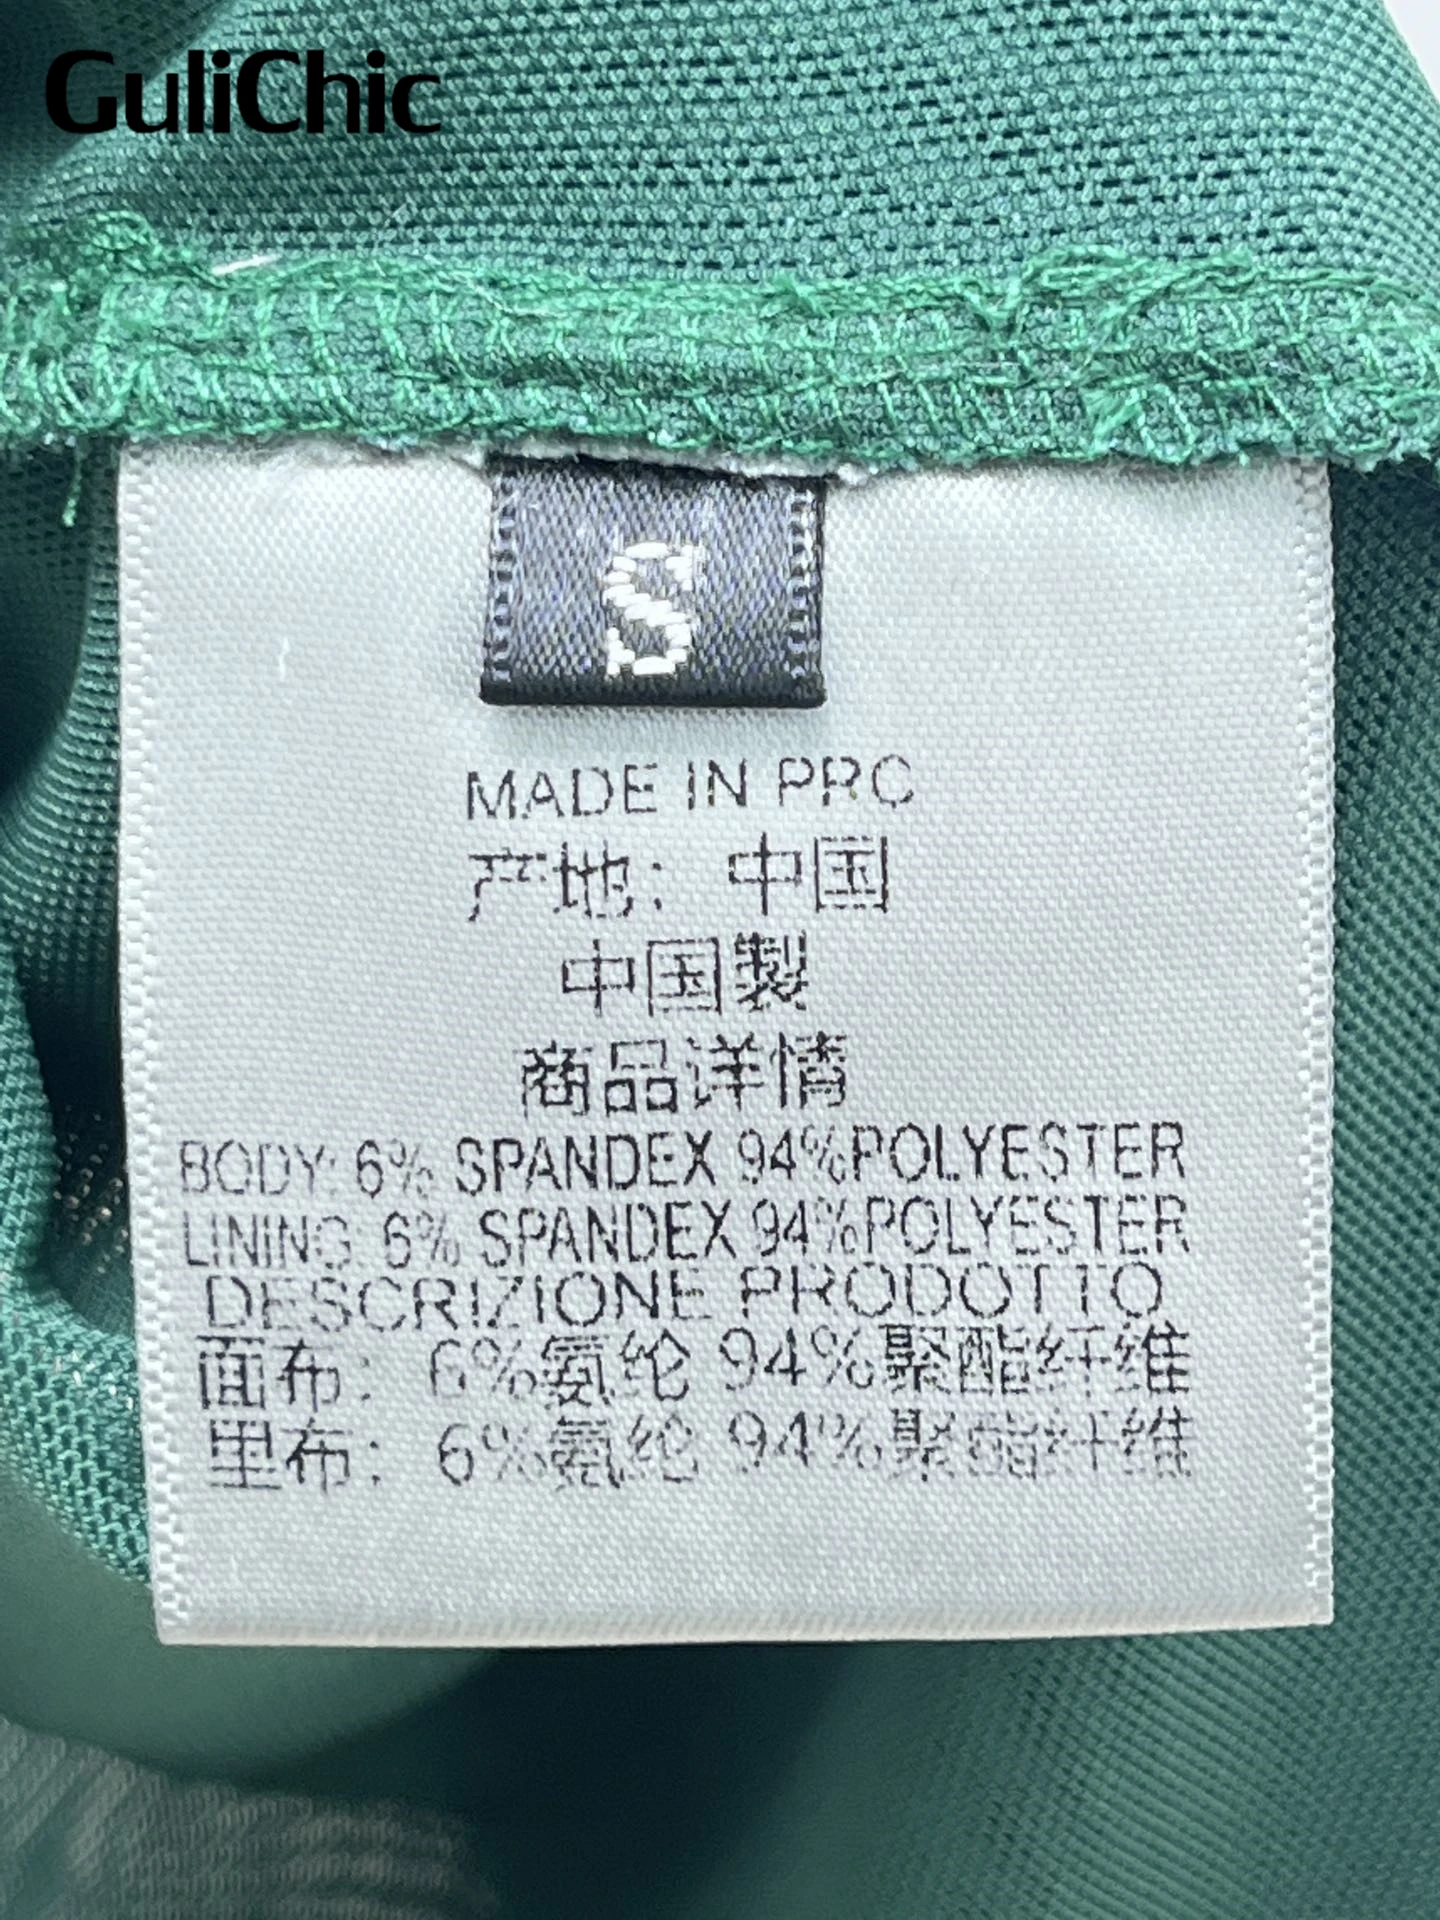 GuliChic
S
MADE IN PRC
产地: 中国
中国製
商品详情
BODY: 6% SPANDEX 94%POLYESTER
LINING: 6% SPANDEX 94%POLYESTER
DESCRIZIONE PRODOTTO
面布: 6%氨纶 94%聚酯纤维
里布: 6%氨纶 94%聚酯纤维